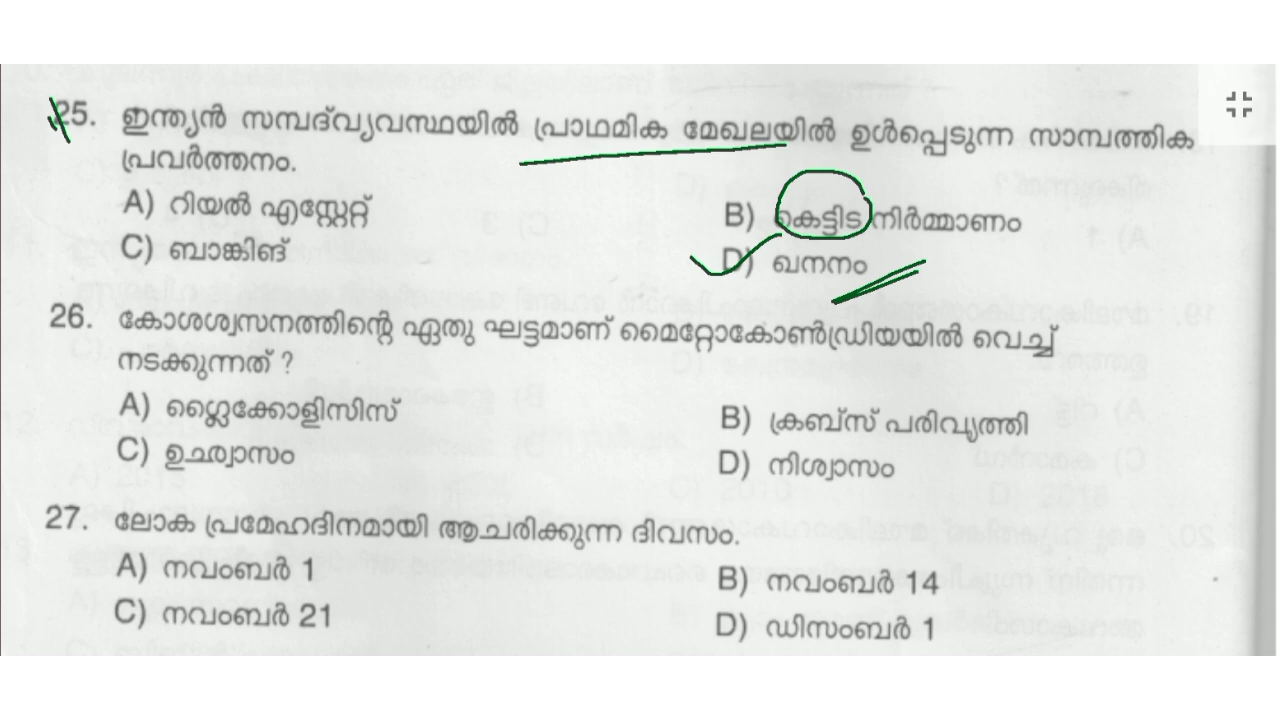 25. ഇന്ത്യൻ സമ്പദ്‌വ്യവസ്ഥയിൽ പ്രാഥമിക മേഖലയിൽ ഉൾപ്പെടുന്ന സാമ്പത്തിക
പ്രവർത്തനം.
A) റിയൽ എസ്റ്റേറ്റ്
B) കെട്ടിട നിർമ്മാണം
C) ബാങ്കിങ്
D) ഖനനം
26. കോശശ്വസനത്തിന്റെ ഏതു ഘട്ടമാണ് മൈറ്റോകോൺഡ്രിയയിൽ വെച്ച്
നടക്കുന്നത് ?
A) ഗ്ലൈക്കോളിസിസ്
B) ക്രബ്സ് പരിവൃത്തി
C) ഉഛ്വാസം
D) നിശ്വാസം
27. ലോക പ്രമേഹദിനമായി ആചരിക്കുന്ന ദിവസം.
A) നവംബർ 1
B) നവംബർ 14
C) നവംബർ 21
D) ഡിസംബർ 1